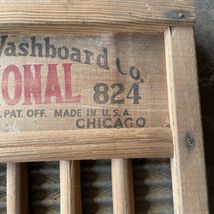 Washboard Co.
ONAL 824
PAT. OFF. MADE IN U.S.A.
CHICAGO